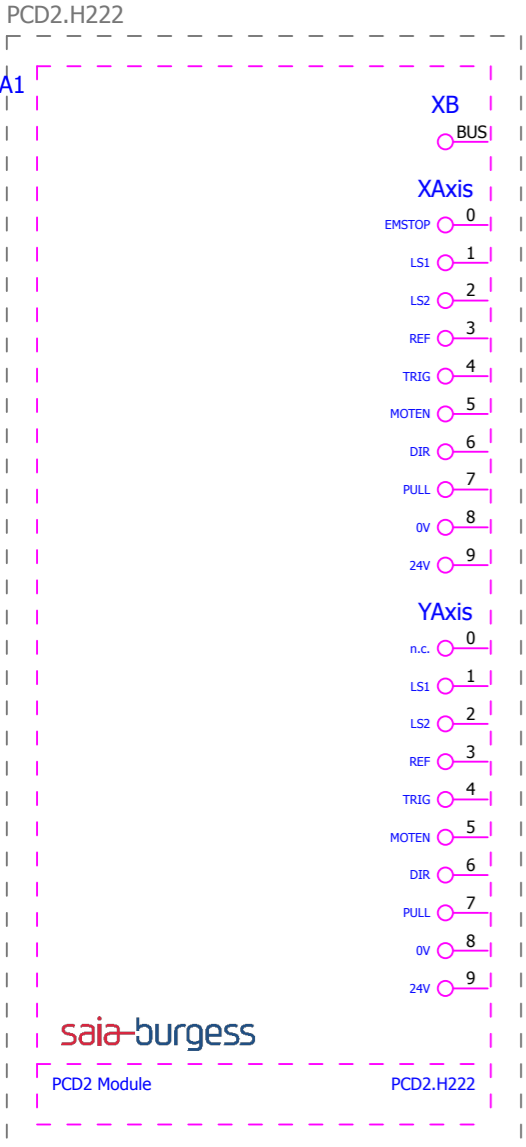 PCD2.H222
A1
XB
BUS
XAxis
EMSTOP 0
LS1 1
LS2 2
REF 3
TRIG 4
MOTEN 5
DIR 6
PULL 7
0V 8
24V 9
YAxis
n.c. 0
LS1 1
LS2 2
REF 3
TRIG 4
MOTEN 5
DIR 6
PULL 7
0V 8
24V 9
saia-burgess
PCD2 Module PCD2.H222